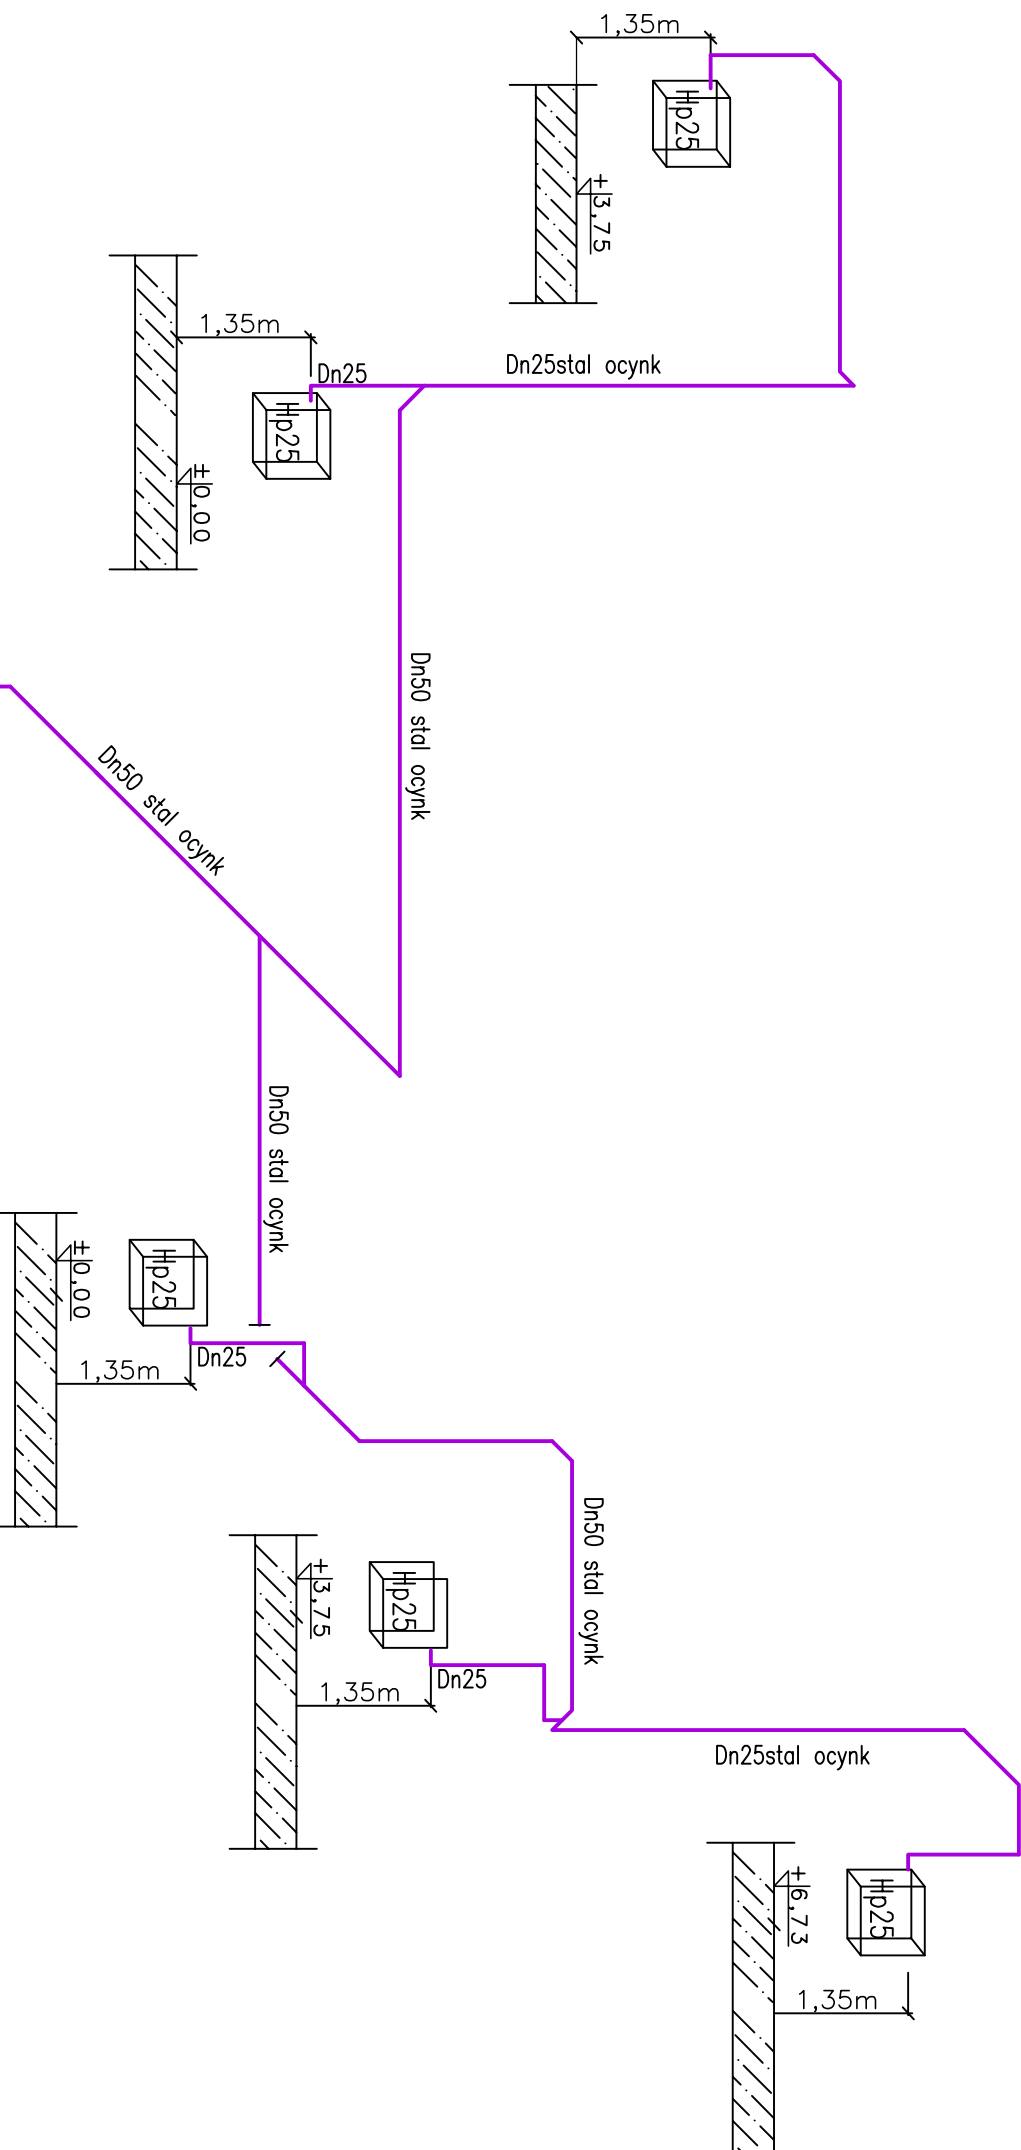 1,35m
Hp25
+3,75
1,35m
Dn25
Dn25stal ocynk
Hp25
±0,00
Dn50 stal ocynk
Dn50 stal ocynk
Dn50 stal ocynk
Hp25
±0,00
Dn25
1,35m
Dn50 stal ocynk
Hp25
+3,75
Dn25
1,35m
Dn25stal ocynk
Hp25
+6,73
1,35m